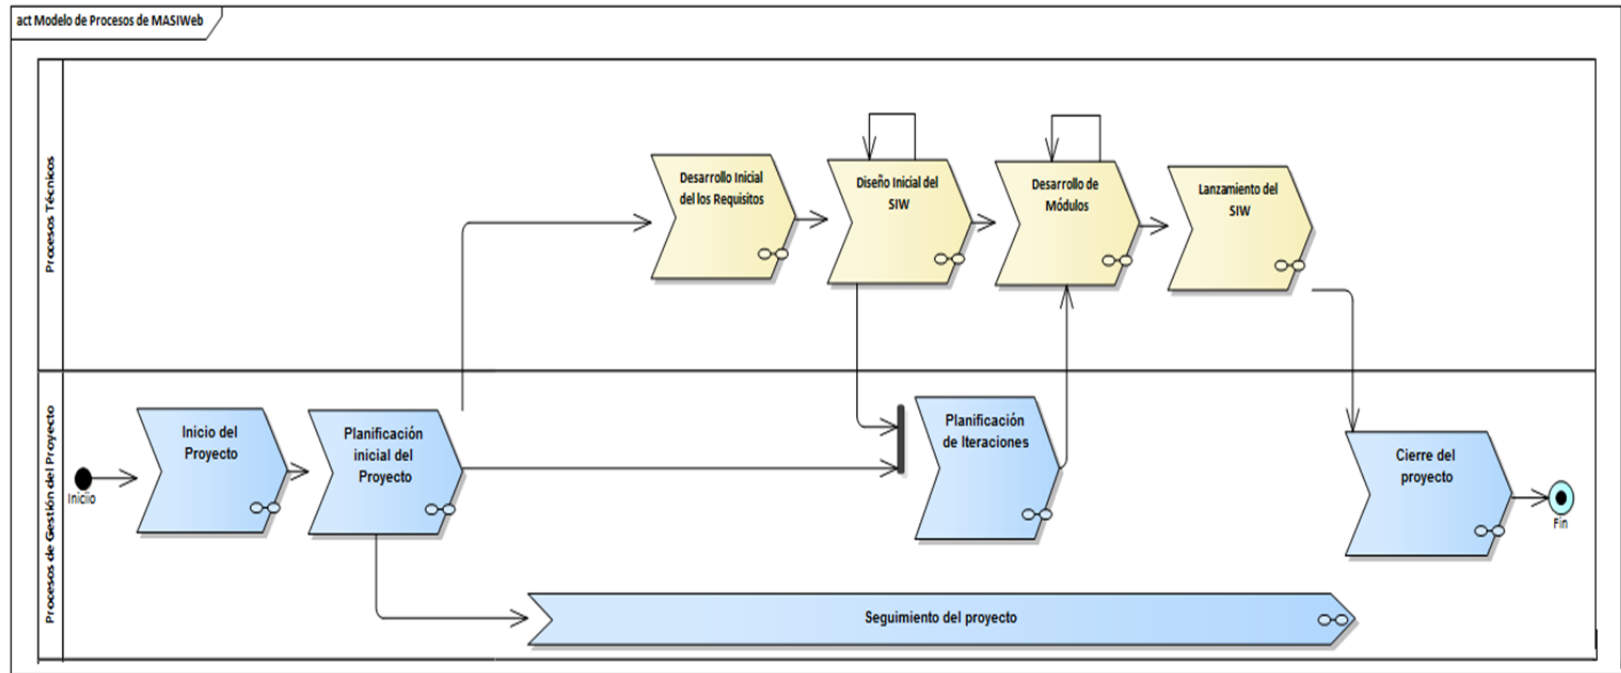 act Modelo de Procesos de MASIWeb
Procesos Técnicos
Desarrollo Inicial
del los Requisitos
Diseño Inicial del
SIW
Desarrollo de
Módulos
Lanzamiento del
SIW
Procesos de Gestión del Proyecto
Iniciio
Inicio del
Proyecto
Planificación
inicial del
Proyecto
Planificación
de Iteraciones
Cierre del
proyecto
Fin
Seguimiento del proyecto